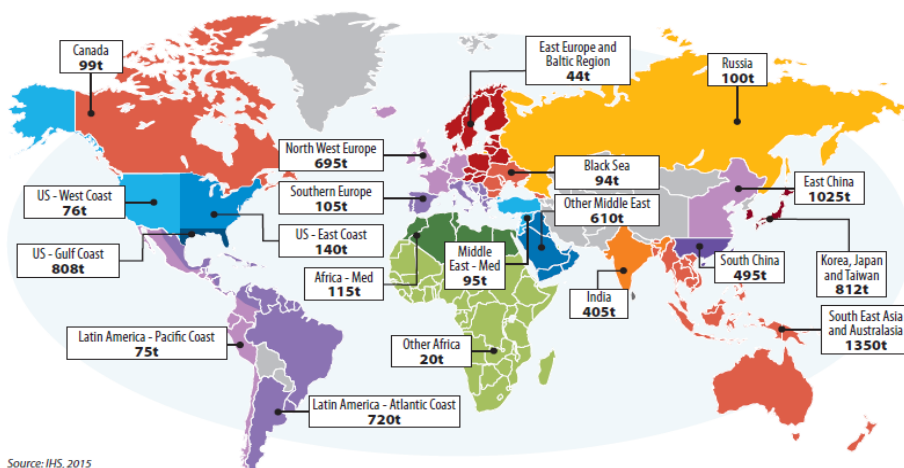 Canada
99t
East Europe and
Baltic Region
44t
Russia
100t
North West Europe
695t
Black Sea
94t
East China
1025t
US - West Coast
76t
Southern Europe
105t
Other Middle East
610t
US - East Coast
140t
US - Gulf Coast
808t
Africa - Med
115t
Middle
East - Med
95t
South China
495t
Korea, Japan
and Taiwan
812t
India
405t
South East Asia
and Australasia
1350t
Latin America - Pacific Coast
75t
Other Africa
20t
Latin America - Atlantic Coast
720t
Source: IHS, 2015